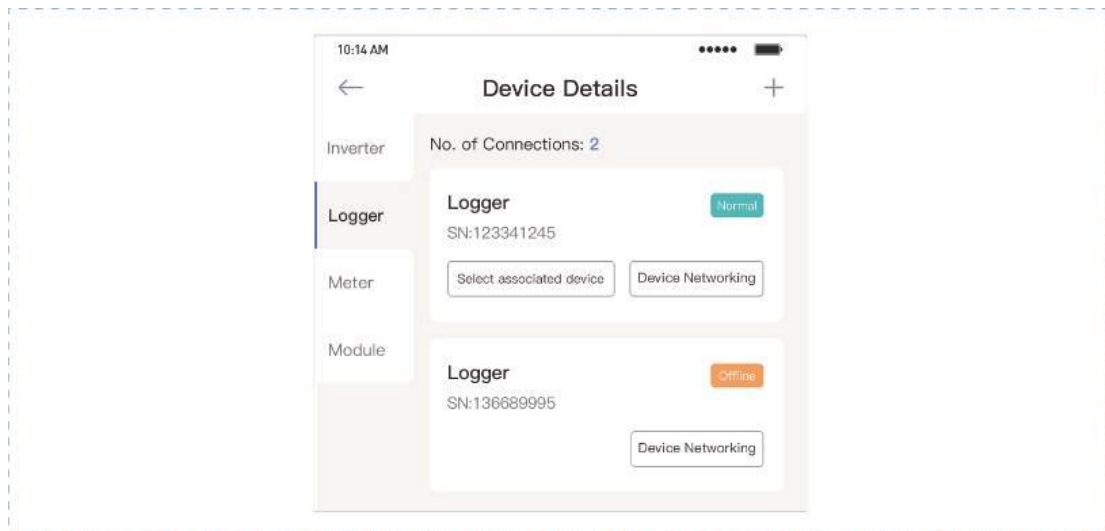 10:14 AM
Device Details
Inverter
Logger
Meter
Module
No. of Connections: 2
Logger
Normal
SN:123341245
Select associated device
Device Networking
Logger
Offline
SN:136689995
Device Networking